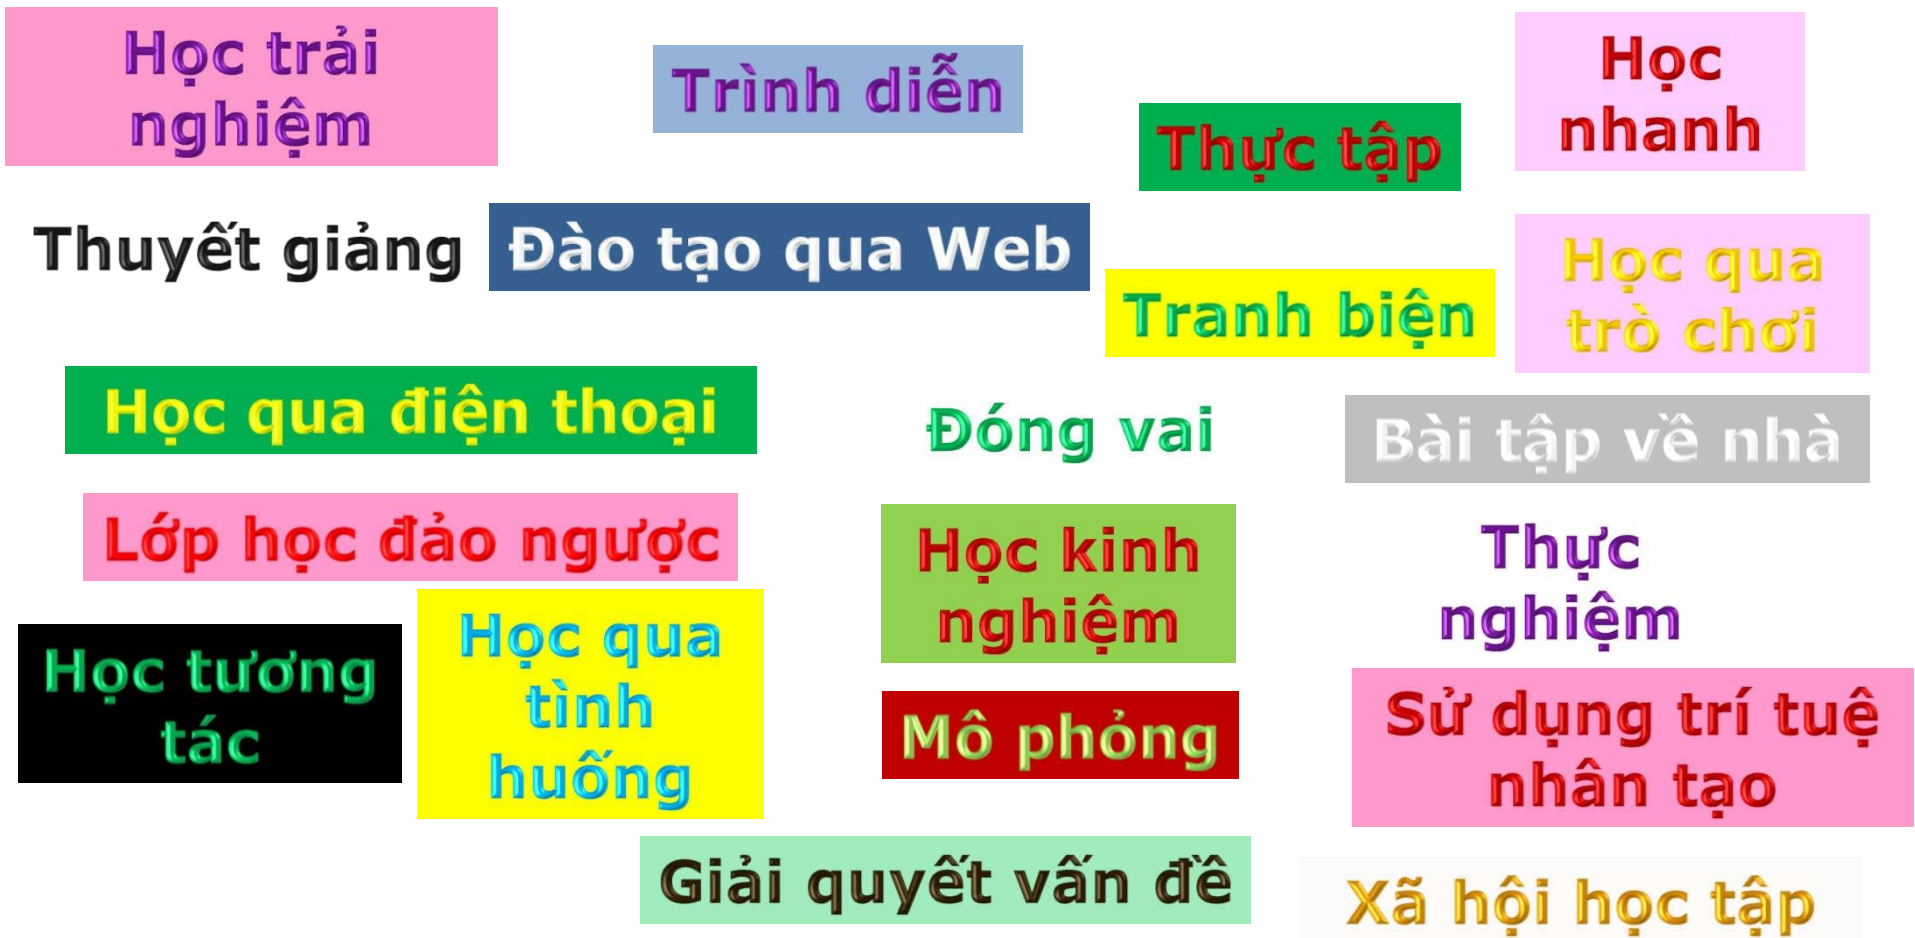 Học trải
nghiệm
Trình diễn
Thực tập
Học
nhanh
Thuyết giảng
Đào tạo qua Web
Tranh biện
Học qua
trò chơi
Học qua điện thoại
Đóng vai
Bài tập về nhà
Lớp học đảo ngược
Học kinh
nghiệm
Thực
nghiệm
Học tương
tác
Học qua
tình
huống
Mô phỏng
Sử dụng trí tuệ
nhân tạo
Giải quyết vấn đề
Xã hội học tập